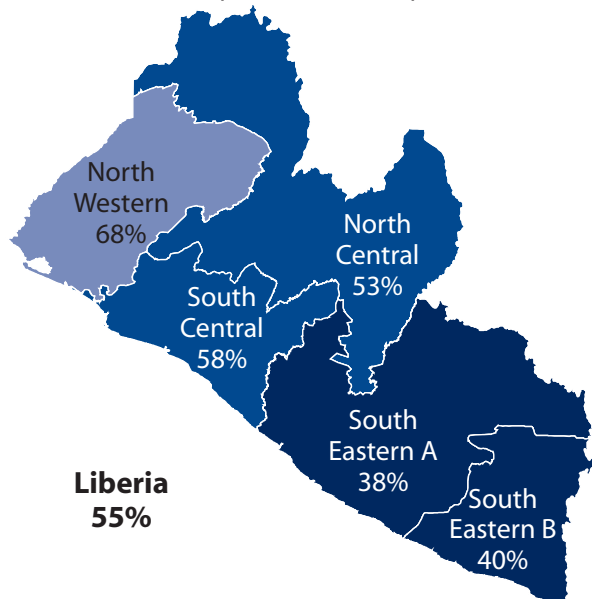 North
Western
68%
North
Central
53%
South
Central
58%
South
Eastern A
38%
South
Eastern B
40%
Liberia
55%